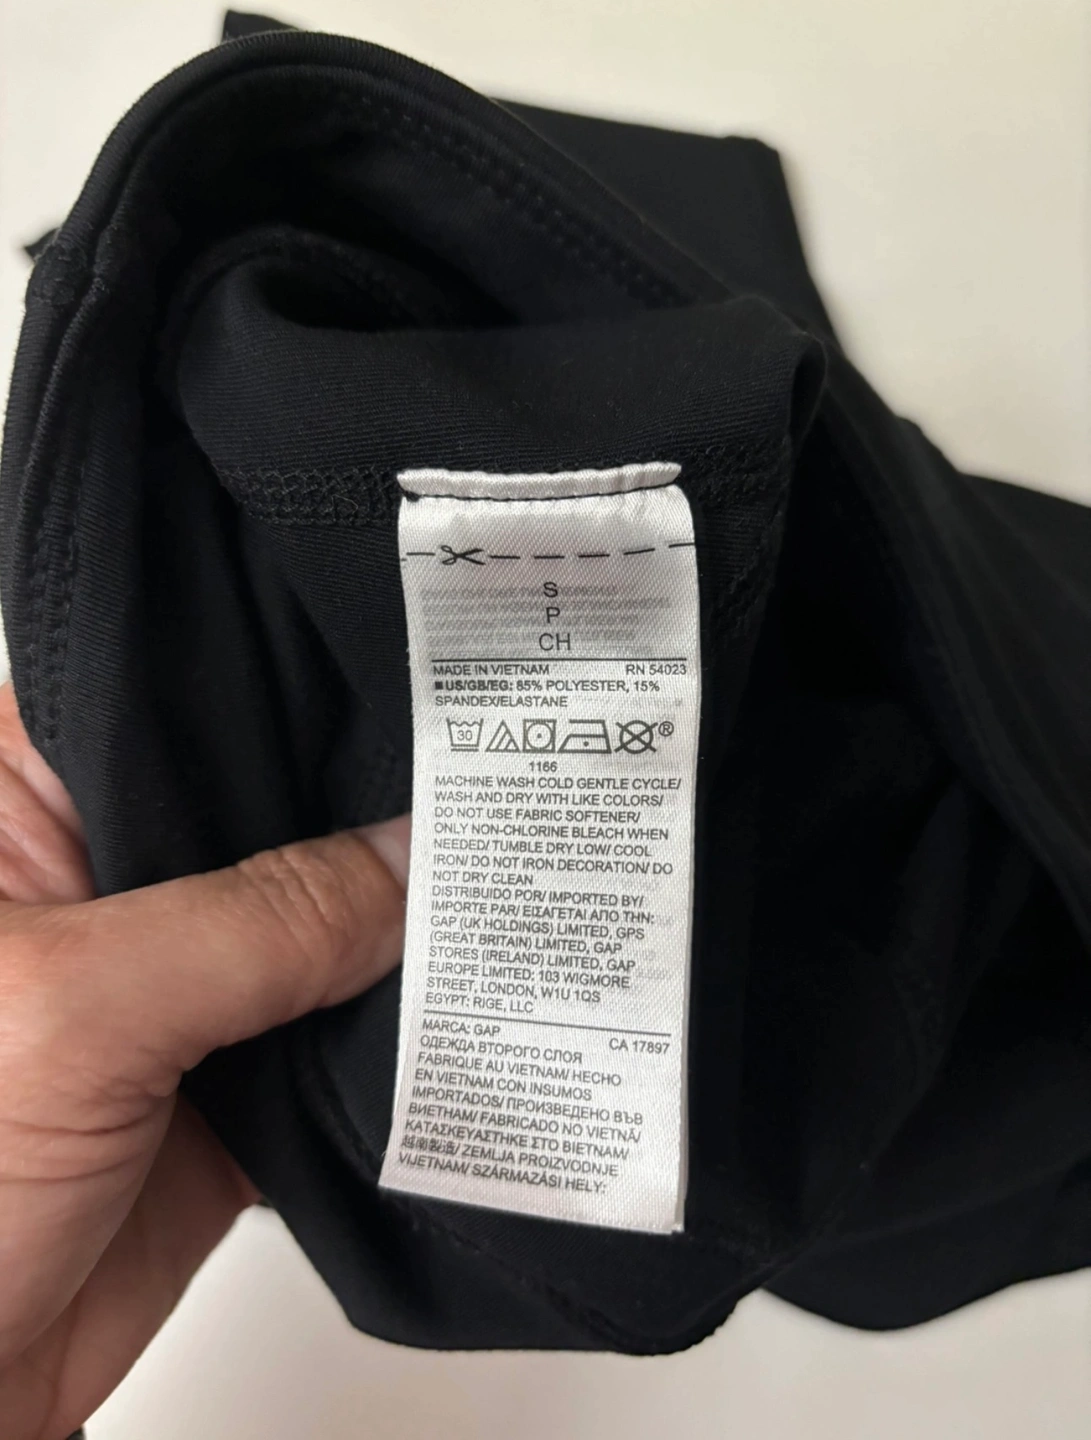 S
P
CH
MADE IN VIETNAM RN 54023
■US/GB/EG: 85% POLYESTER, 15%
SPANDEX/ELASTANE
30 ®
1166
MACHINE WASH COLD GENTLE CYCLE/
WASH AND DRY WITH LIKE COLORS/
DO NOT USE FABRIC SOFTENER/
ONLY NON-CHLORINE BLEACH WHEN
NEEDED/ TUMBLE DRY LOW/ COOL
IRON/ DO NOT IRON DECORATION/ DO
NOT DRY CLEAN
DISTRIBUIDO POR/ IMPORTED BY/
IMPORTE PAR/ ΕΙΣΑΓΕΤΑΙ ΑΠΟ ΤΗΝ:
GAP (UK HOLDINGS) LIMITED, GPS
(GREAT BRITAIN) LIMITED, GAP
STORES (IRELAND) LIMITED, GAP
EUROPE LIMITED: 103 WIGMORE
STREET, LONDON, W1U 1QS
EGYPT: RIGE, LLC
MARCA: GAP CA 17897
ОДЕЖДА ВТОРОГО СЛОЯ
FABRIQUE AU VIETNAM/ HECHO
EN VIETNAM CON INSUMOS
IMPORTADOS/ ПРОИЗВЕДЕНО ВЪВ
ВИЕТНАМ/ FABRICADO NO VIETNÃ/
ΚΑΤΑΣΚΕΥΑΣΤΗΚΕ ΣΤΟ ΒΙΕΤΝΑΜ/
越南製造/ ZEMLJA PROIZVODNJE
VIJETNAM/ SZÁRMAZÁSI HELY: